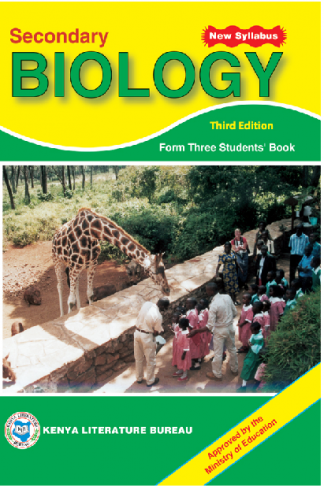 Secondary
New Syllabus
BIOLOGY
Third Edition
Form Three Students' Book
KENYA LITERATURE BUREAU
Approved by the
Ministry of Education